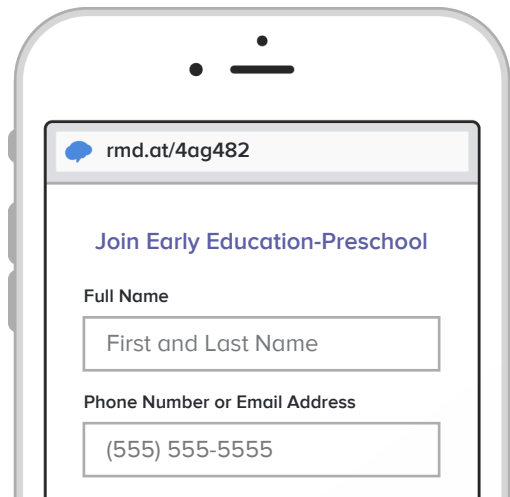 rmd.at/4ag482
Join Early Education-Preschool
Full Name
First and Last Name
Phone Number or Email Address
(555) 555-5555